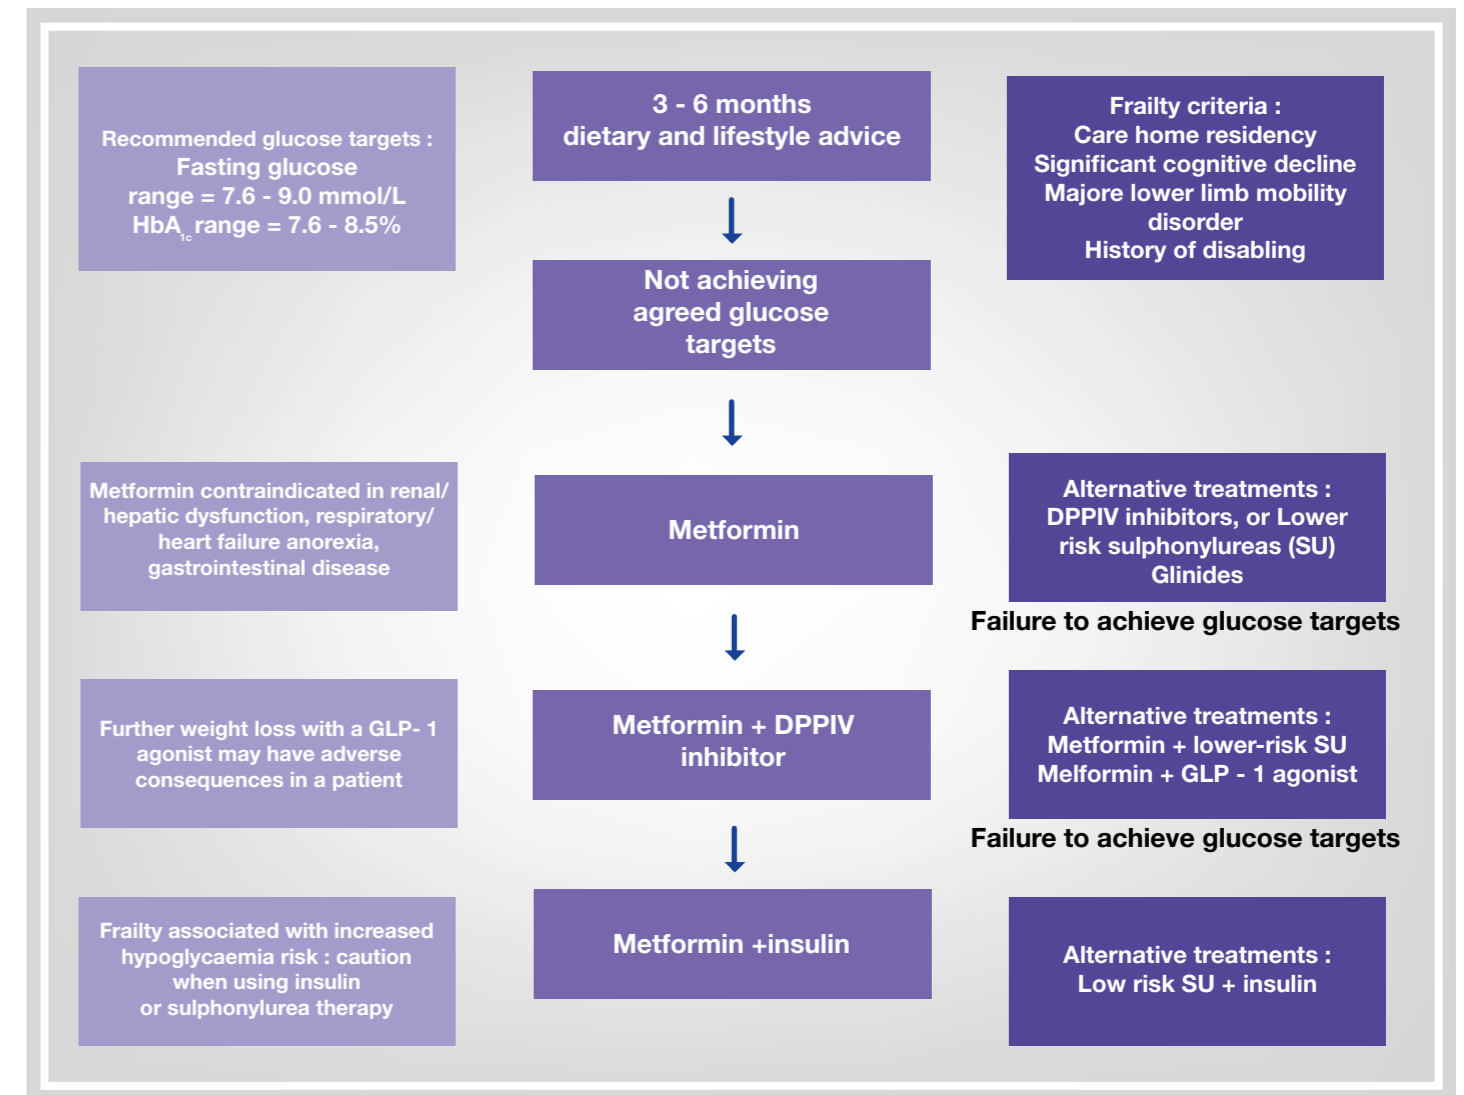 Recommended glucose targets :
Fasting glucose
range = 7.6 - 9.0 mmol/L
HbA1c range = 7.6 - 8.5%
3 - 6 months
dietary and lifestyle advice
Frailty criteria :
Care home residency
Significant cognitive decline
Majore lower limb mobility
disorder
History of disabling
Not achieving
agreed glucose
targets
Metformin contraindicated in renal/
hepatic dysfunction, respiratory/
heart failure anorexia,
gastrointestinal disease
Metformin
Alternative treatments :
DPPIV inhibitors, or Lower
risk sulphonylureas (SU)
Glinides
Failure to achieve glucose targets
Further weight loss with a GLP- 1
agonist may have adverse
consequences in a patient
Metformin + DPPIV
inhibitor
Alternative treatments :
Metformin + lower-risk SU
Melformin + GLP - 1 agonist
Failure to achieve glucose targets
Frailty associated with increased
hypoglycaemia risk : caution
when using insulin
or sulphonylurea therapy
Metformin +insulin
Alternative treatments :
Low risk SU + insulin